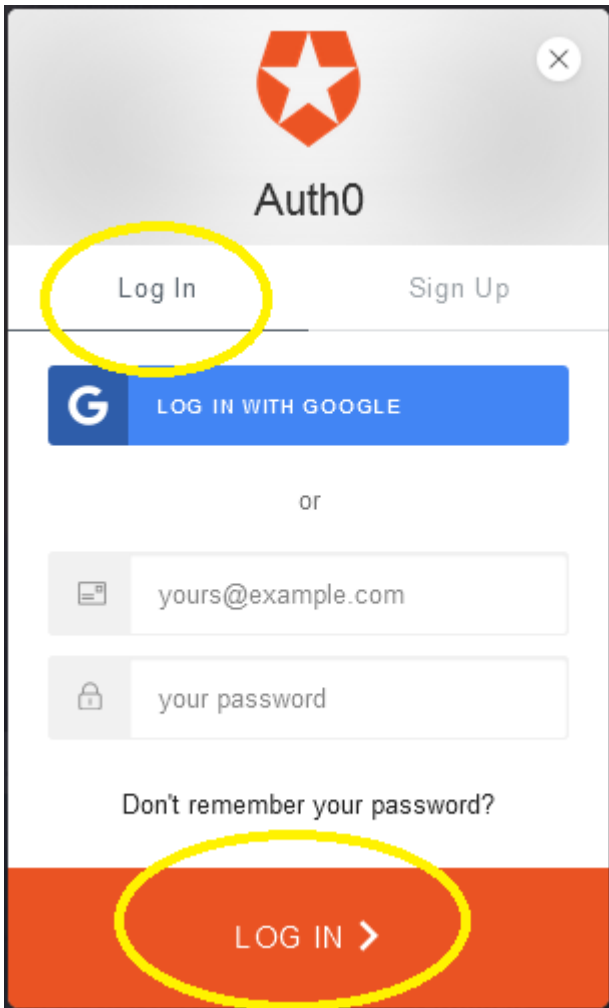 Auth0
Log In Sign Up
G LOG IN WITH GOOGLE
or
yours@example.com
your password
Don't remember your password?
LOG IN